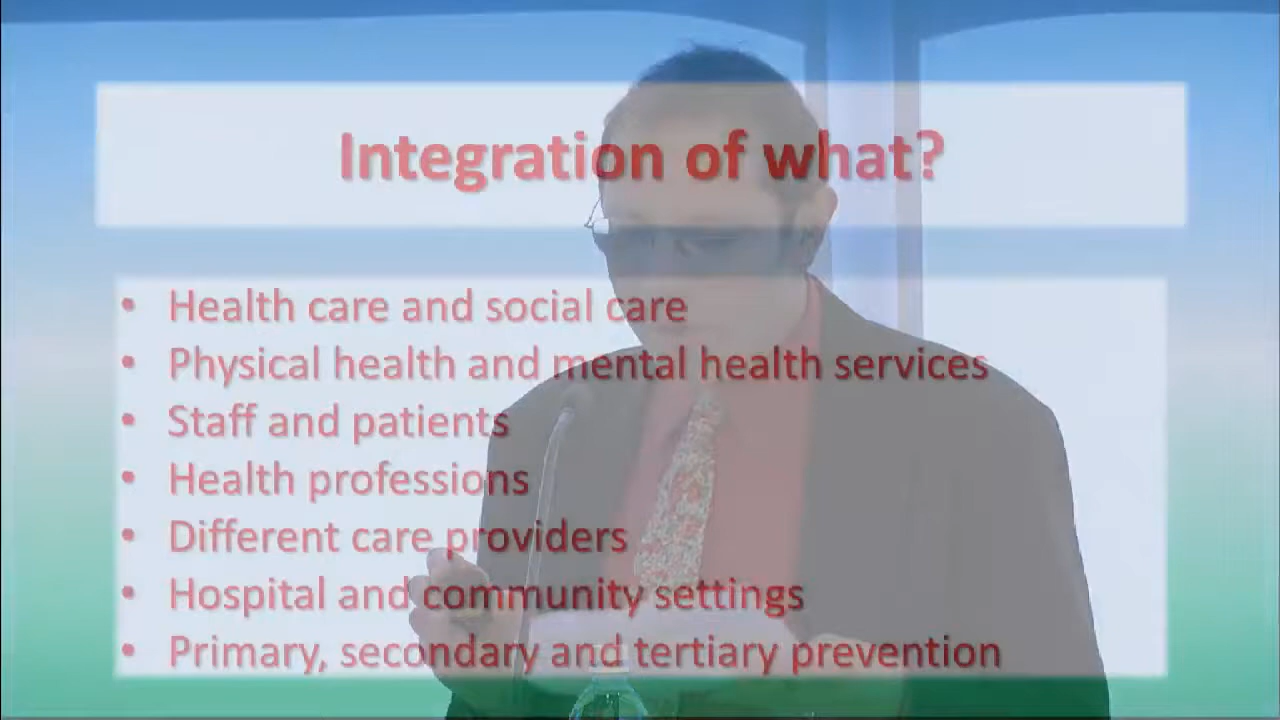 Integration of what?
• Health care and social care
• Physical health and mental health services
• Staff and patients
• Health professions
• Different care providers
• Hospital and community settings
• Primary, secondary and tertiary prevention